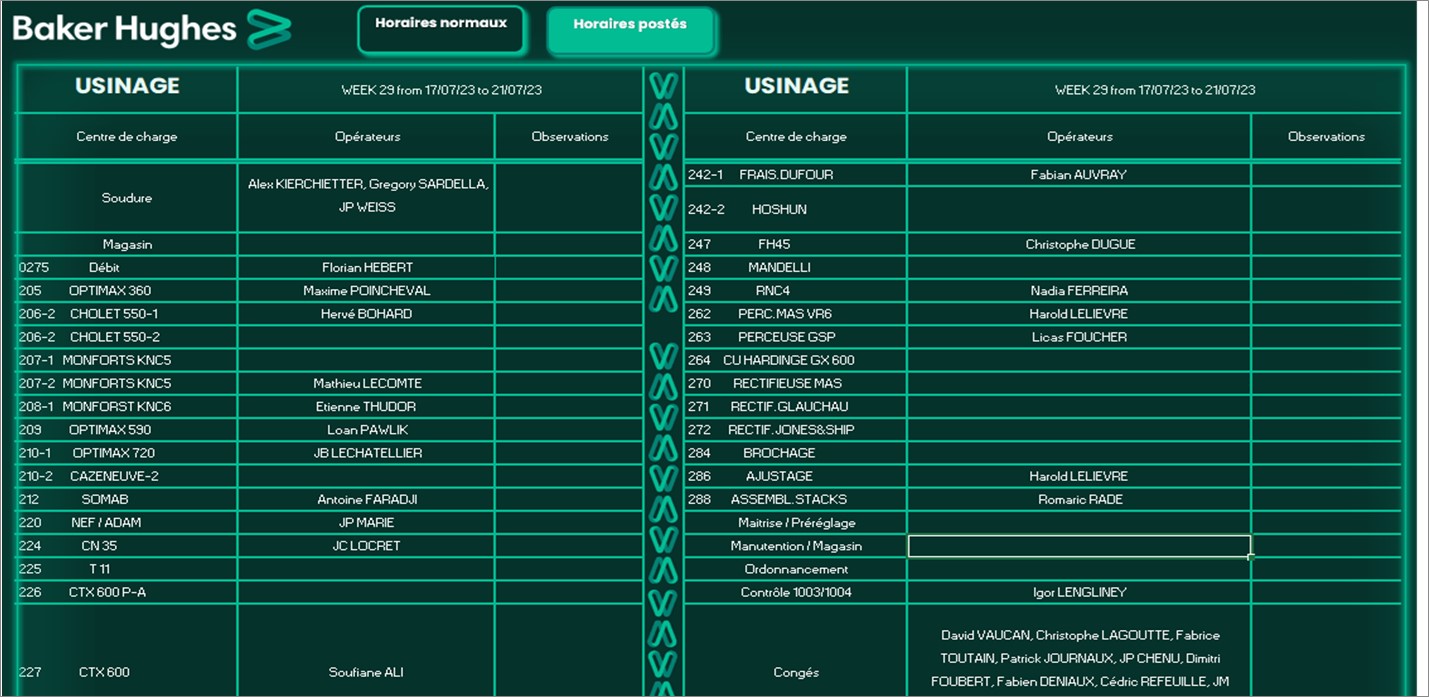 Baker Hughes
Horaires normaux
Horaires postés
USINAGE WEEK 29 from 17/07/23 to 21/07/23
Centre de charge Opérateurs Observations
Soudure Alex KIERCHIETTER, Gregory SARDELLA,
JP WEISS
Magasin
0275 Débit Florian HEBERT
205 OPTIMAX 360 Maxime POINCHEVAL
206-2 CHOLET 550-1 Hervé BOHARD
206-2 CHOLET 550-2
207-1 MONFORTS KNC5
207-2 MONFORTS KNC5 Mathieu LECOMTE
208-1 MONFORST KNC6 Etienne THUDOR
209 OPTIMAX 590 Loan PAWLIK
210-1 OPTIMAX 720 JB LECHATELLIER
210-2 CAZENEUVE-2
212 SOMAB Antoine FARADJI
220 NEF / ADAM JP MARIE
224 CN 35 JC LOCRET
225 T 11
226 CTX 600 P-A
227 CTX 600 Soufiane ALI
USINAGE WEEK 29 from 17/07/23 to 21/07/23
Centre de charge Opérateurs Observations
242-1 FRAIS.DUFOUR Fabian AUVRAY
242-2 HOSHUN
247 FH45 Christophe DUGUE
248 MANDELLI
249 RNC4 Nadia FERREIRA
262 PERC.MAS VR6 Harold LELIEVRE
263 PERCEUSE GSP Licas FOUCHER
264 CU HARDINGE GX 600
270 RECTIFIEUSE MAS
271 RECTIF.GLAUCHAU
272 RECTIF.JONES&SHIP
284 BROCHAGE
286 AJUSTAGE Harold LELIEVRE
288 ASSEMBL.STACKS Romaric RADE
Maitrise / Préréglage
Manutention / Magasin
Ordonnancement
Contrôle 1003/1004 Igor LENGLINEY
Congés David VAUCAN, Christophe LAGOUTTE, Fabrice
TOUTAIN, Patrick JOURNAUX, JP CHENU, Dimitri
FOUBERT, Fabien DENIAUX, Cédric REFEUILLE, JM